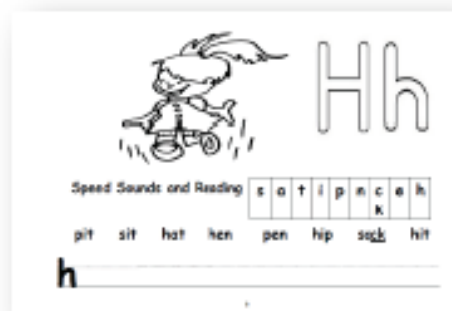 Hh
Speed Sounds and Reading s a t i p n c k e h
pit sit hat hen pen hip sack hit
h